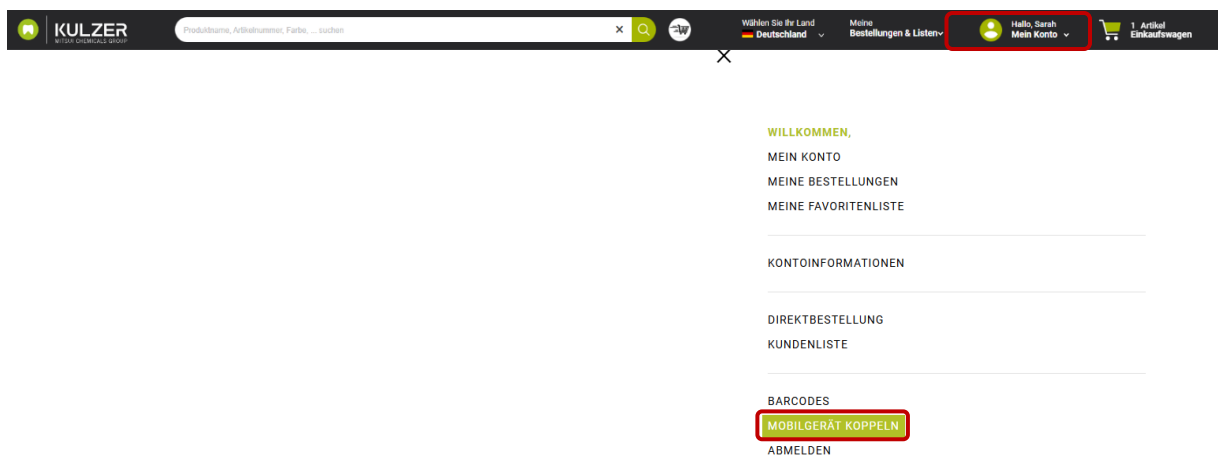 KULZER
MITSUI CHEMICALS GROUP
Produktname, Artikelnummer, Farbe, ... suchen
Wählen Sie Ihr Land
Deutschland
Meine
Bestellungen & Listen
Hallo, Sarah
Mein Konto
1 Artikel
Einkaufswagen
WILLKOMMEN,
MEIN KONTO
MEINE BESTELLUNGEN
MEINE FAVORITENLISTE
KONTOINFORMATIONEN
DIREKTBESTELLUNG
KUNDENLISTE
BARCODES
MOBILGERÄT KOPPELN
ABMELDEN